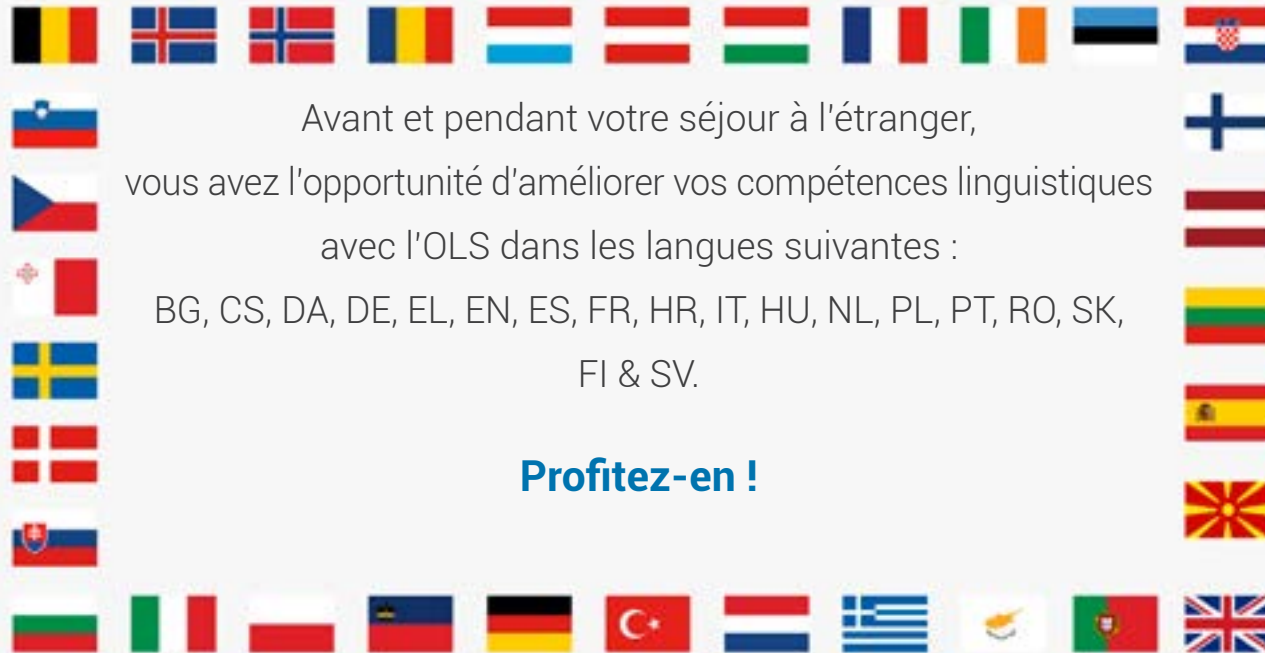 Avant et pendant votre séjour à l'étranger,
vous avez l'opportunité d'améliorer vos compétences linguistiques
avec l'OLS dans les langues suivantes :
BG, CS, DA, DE, EL, EN, ES, FR, HR, IT, HU, NL, PL, PT, RO, SK,
FI & SV.
Profitez-en !